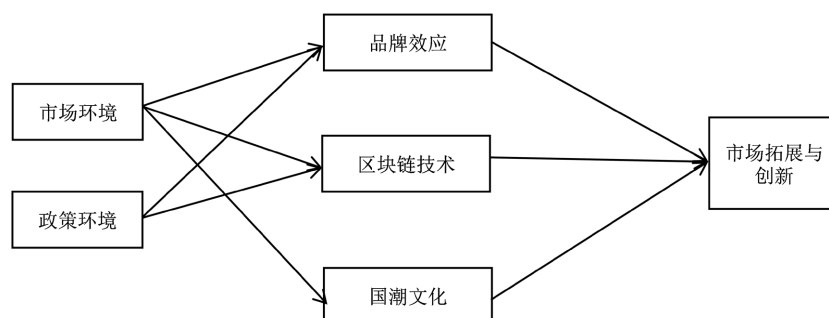 品牌效应
市场环境
区块链技术
市场拓展与
创新
政策环境
国潮文化